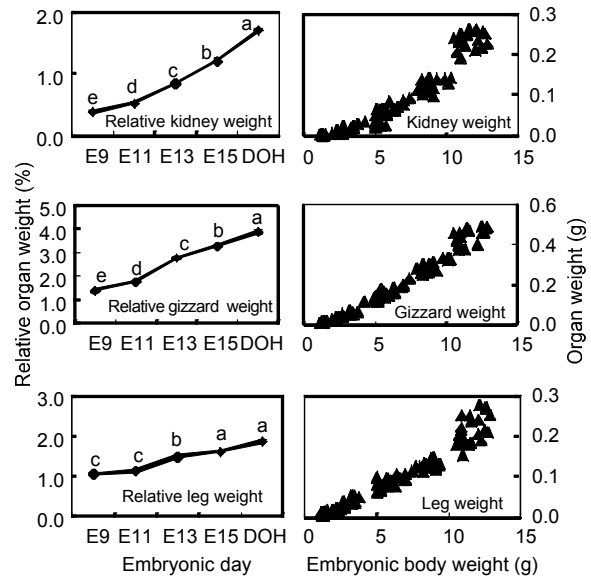 2.0
1.0
0.0
e
d
c
b
a
Relative kidney weight
E9 E11 E13 E15 DOH
0.3
0.2
0.1
0.0
Kidney weight
0 5 10 15
Relative organ weight (%)
5.0
4.0
3.0
2.0
1.0
0.0
e
d
c
b
a
Relative gizzard weight
E9 E11 E13 E15 DOH
0.6
0.4
0.2
0.0
Gizzard weight
0 5 10 15
Organ weight (g)
3.0
2.0
1.0
0.0
c
c
b
a
a
Relative leg weight
E9 E11 E13 E15 DOH
Embryonic day
0.3
0.2
0.1
0.0
Leg weight
0 5 10 15
Embryonic body weight (g)